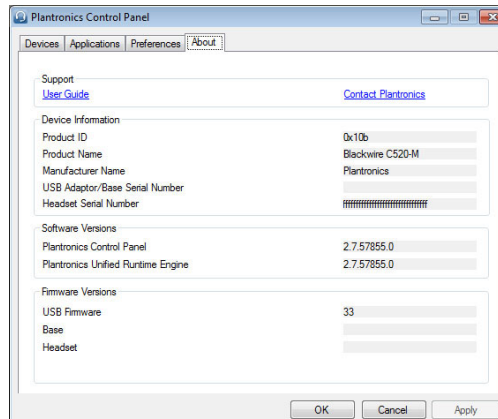 Plantronics Control Panel
Devices Applications Preferences About
Support
User Guide Contact Plantronics
Device Information
Product ID 0x10b
Product Name Blackwire C520-M
Manufacturer Name Plantronics
USB Adaptor/Base Serial Number
Headset Serial Number ffffffffffffffffffffffffffffffff
Software Versions
Plantronics Control Panel 2.7.57855.0
Plantronics Unified Runtime Engine 2.7.57855.0
Firmware Versions
USB Firmware 33
Base
Headset
OK Cancel Apply